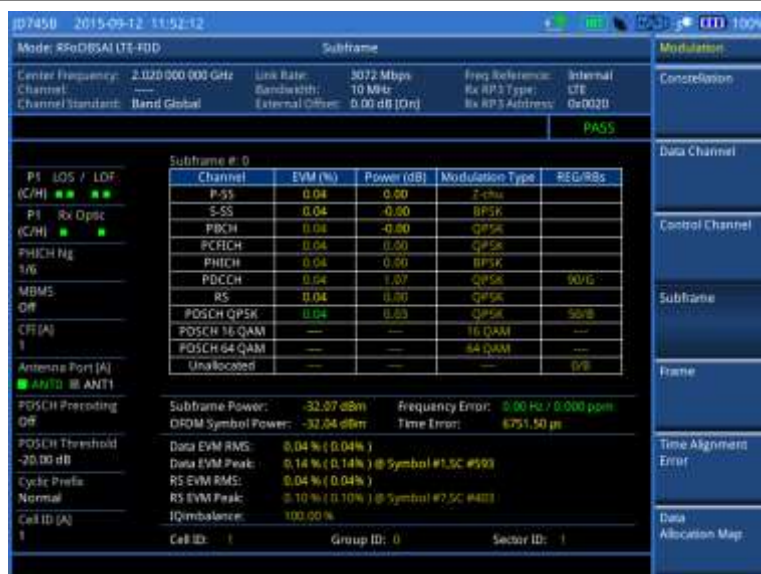 JD745B 2015-09-12 11:52:12 100%
Mode: RFoOBSAI LTE-FDD Subframe Modulation
Center Frequency: 2.020 000 000 GHz Link Rate: 3072 Mbps Freq Reference: Internal
Channel: ---- Bandwidth: 10 MHz Rx RP3 Type: LTE
Channel Standard: Band Global External Offset: 0.00 dB [On] Rx RP3 Address: 0x0020
Constellation
PASS
Data Channel
Subframe #: 0
P1 LOS / LOF
(C/H)
P1 Rx Optic
(C/H)
PHICH Ng
1/6
MBMS
Off
CFI [A]
1
Antenna Port [A]
ANT0 ANT1
PDSCH Precoding
Off
PDSCH Threshold
-20.00 dB
Cyclic Prefix
Normal
Cell ID [A]
1
Channel EVM (%) Power (dB) Modulation Type REG/RBs
P-SS 0.04 0.00 Z-chu
S-SS 0.04 -0.00 BPSK
PBCH 0.04 -0.00 QPSK
PCFICH 0.04 0.00 QPSK
PHICH 0.04 0.00 BPSK
PDCCH 0.04 1.07 QPSK 90/G
RS 0.04 0.00 QPSK
PDSCH QPSK 0.04 0.03 QPSK 50/B
PDSCH 16 QAM ---- ---- 16 QAM ----
PDSCH 64 QAM ---- ---- 64 QAM ----
Unallocated ---- ---- ---- 0/B
Subframe Power: -32.07 dBm Frequency Error: 0.00 Hz / 0.000 ppm
OFDM Symbol Power: -32.04 dBm Time Error: 6751.50 µs
Data EVM RMS: 0.04 % ( 0.04% )
Data EVM Peak: 0.14 % ( 0.14% ) @ Symbol #1,SC #593
RS EVM RMS: 0.04 % ( 0.04% )
RS EVM Peak: 0.10 % ( 0.10% ) @ Symbol #7,SC #403
IQimbalance: 100.00 %
Cell ID: 1 Group ID: 0 Sector ID: 1
Control Channel
Subframe
Frame
Time Alignment
Error
Data
Allocation Map